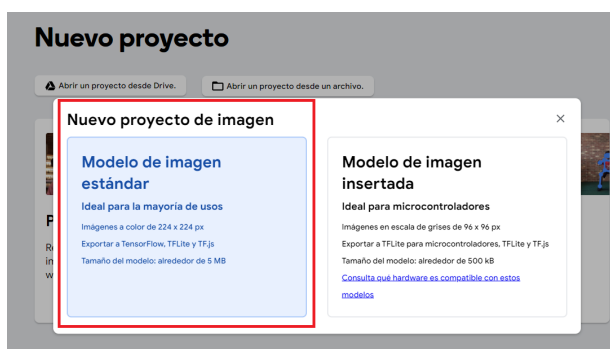 Nuevo proyecto
Abrir un proyecto desde Drive.
Abrir un proyecto desde un archivo.
Nuevo proyecto de imagen
Modelo de imagen
estándar
Ideal para la mayoría de usos
Imágenes a color de 224 x 224 px
Exportar a TensorFlow, TFLite y TF.js
Tamaño del modelo: alrededor de 5 MB
Modelo de imagen
insertada
Ideal para microcontroladores
Imágenes en escala de grises de 96 x 96 px
Exportar a TFLite para microcontroladores, TFLite y TF.js
Tamaño del modelo: alrededor de 500 kB
Consulta qué hardware es compatible con estos
modelos